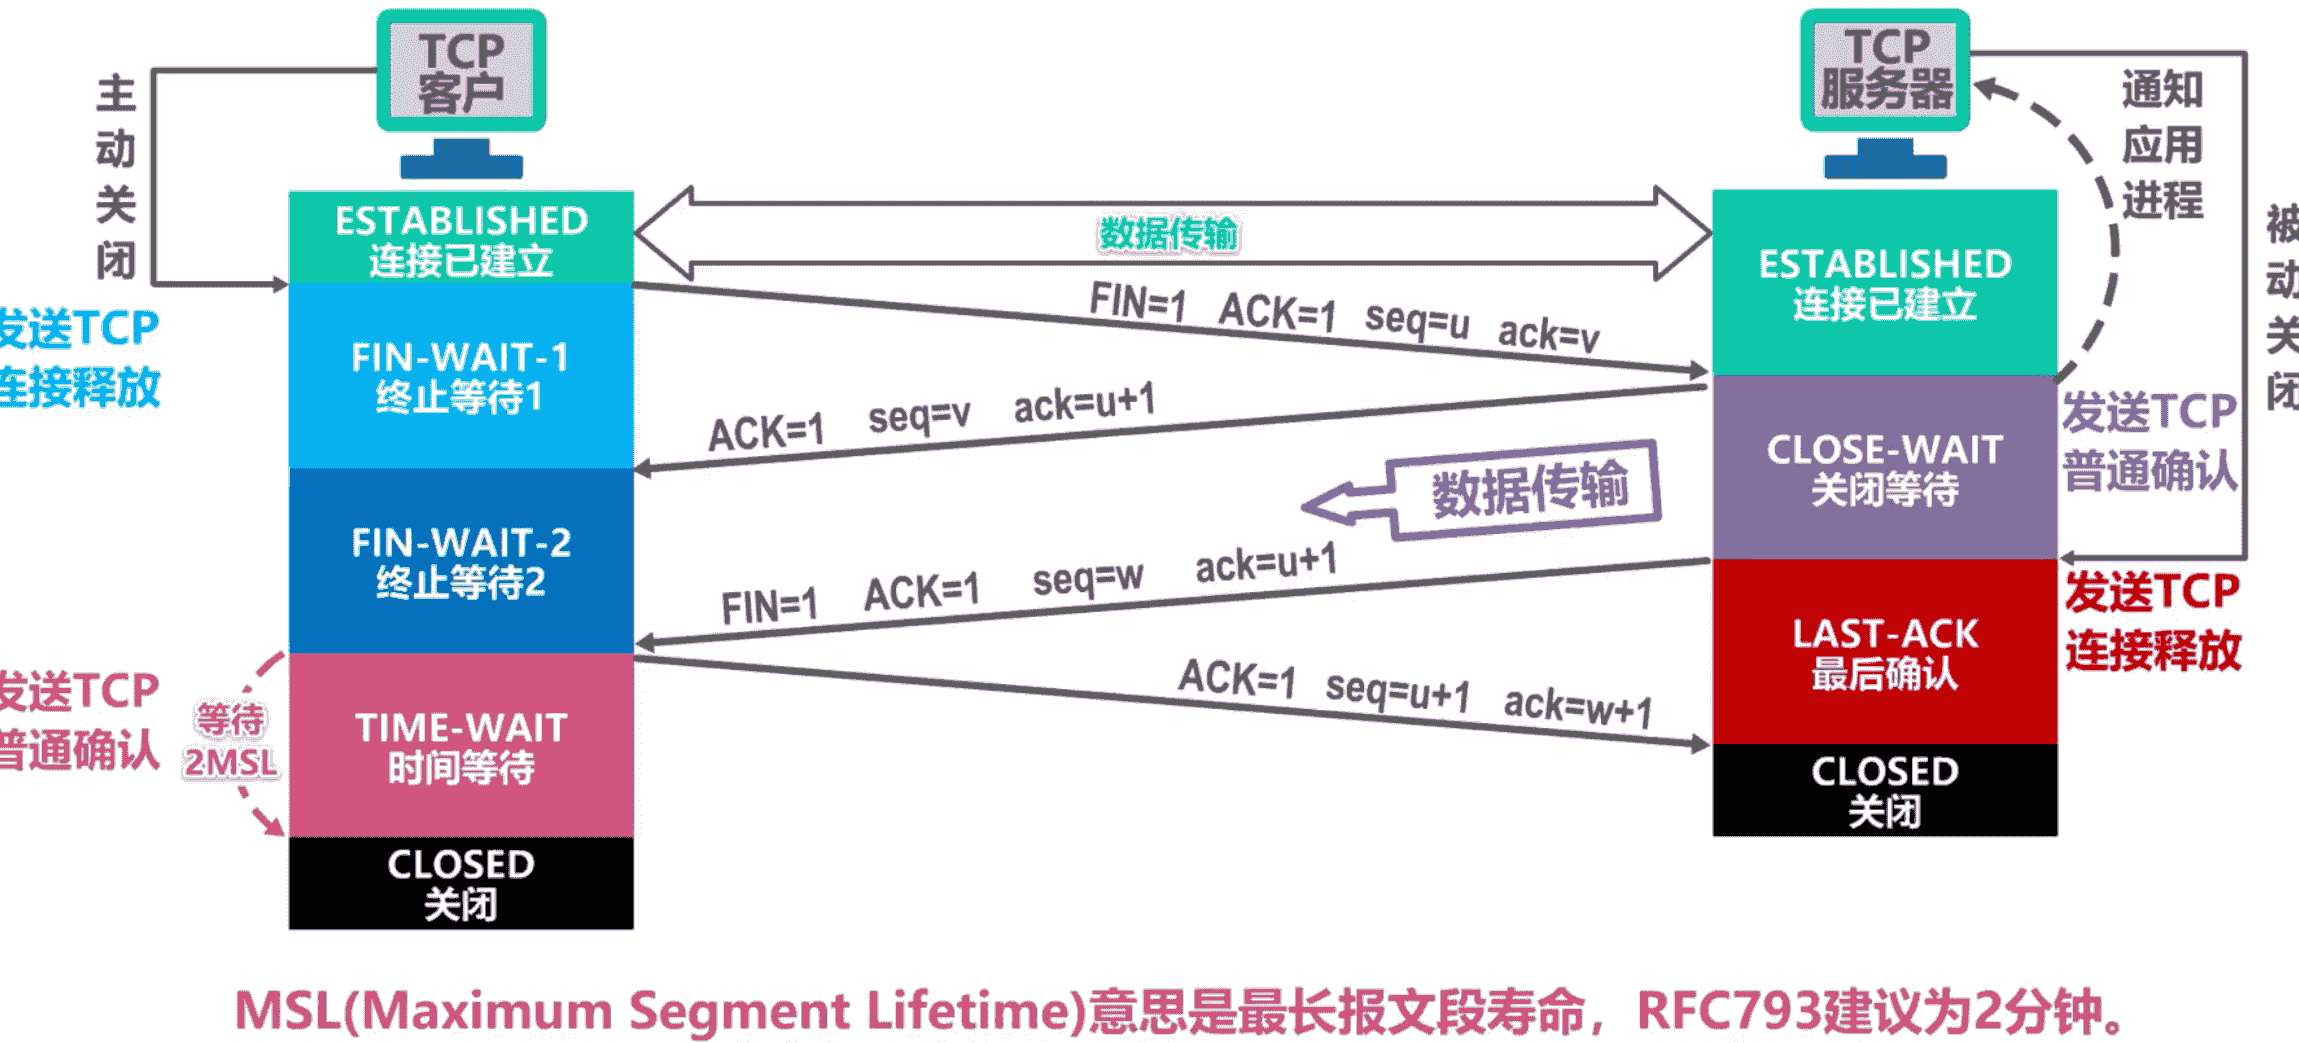 TCP
客户
TCP
服务器
主
动
关
闭
通知
应用
进程
被
动
关
闭
ESTABLISHED
连接已建立
数据传输
ESTABLISHED
连接已建立
FIN=1 ACK=1 seq=u ack=v
发送TCP
连接释放
FIN-WAIT-1
终止等待1
ACK=1 seq=v ack=u+1
发送TCP
普通确认
CLOSE-WAIT
关闭等待
数据传输
FIN-WAIT-2
终止等待2
FIN=1 ACK=1 seq=w ack=u+1
发送TCP
连接释放
LAST-ACK
最后确认
ACK=1 seq=u+1 ack=w+1
发送TCP
普通确认
等待
2MSL
TIME-WAIT
时间等待
CLOSED
关闭
CLOSED
关闭
MSL(Maximum Segment Lifetime)意思是最长报文段寿命，RFC793建议为2分钟。